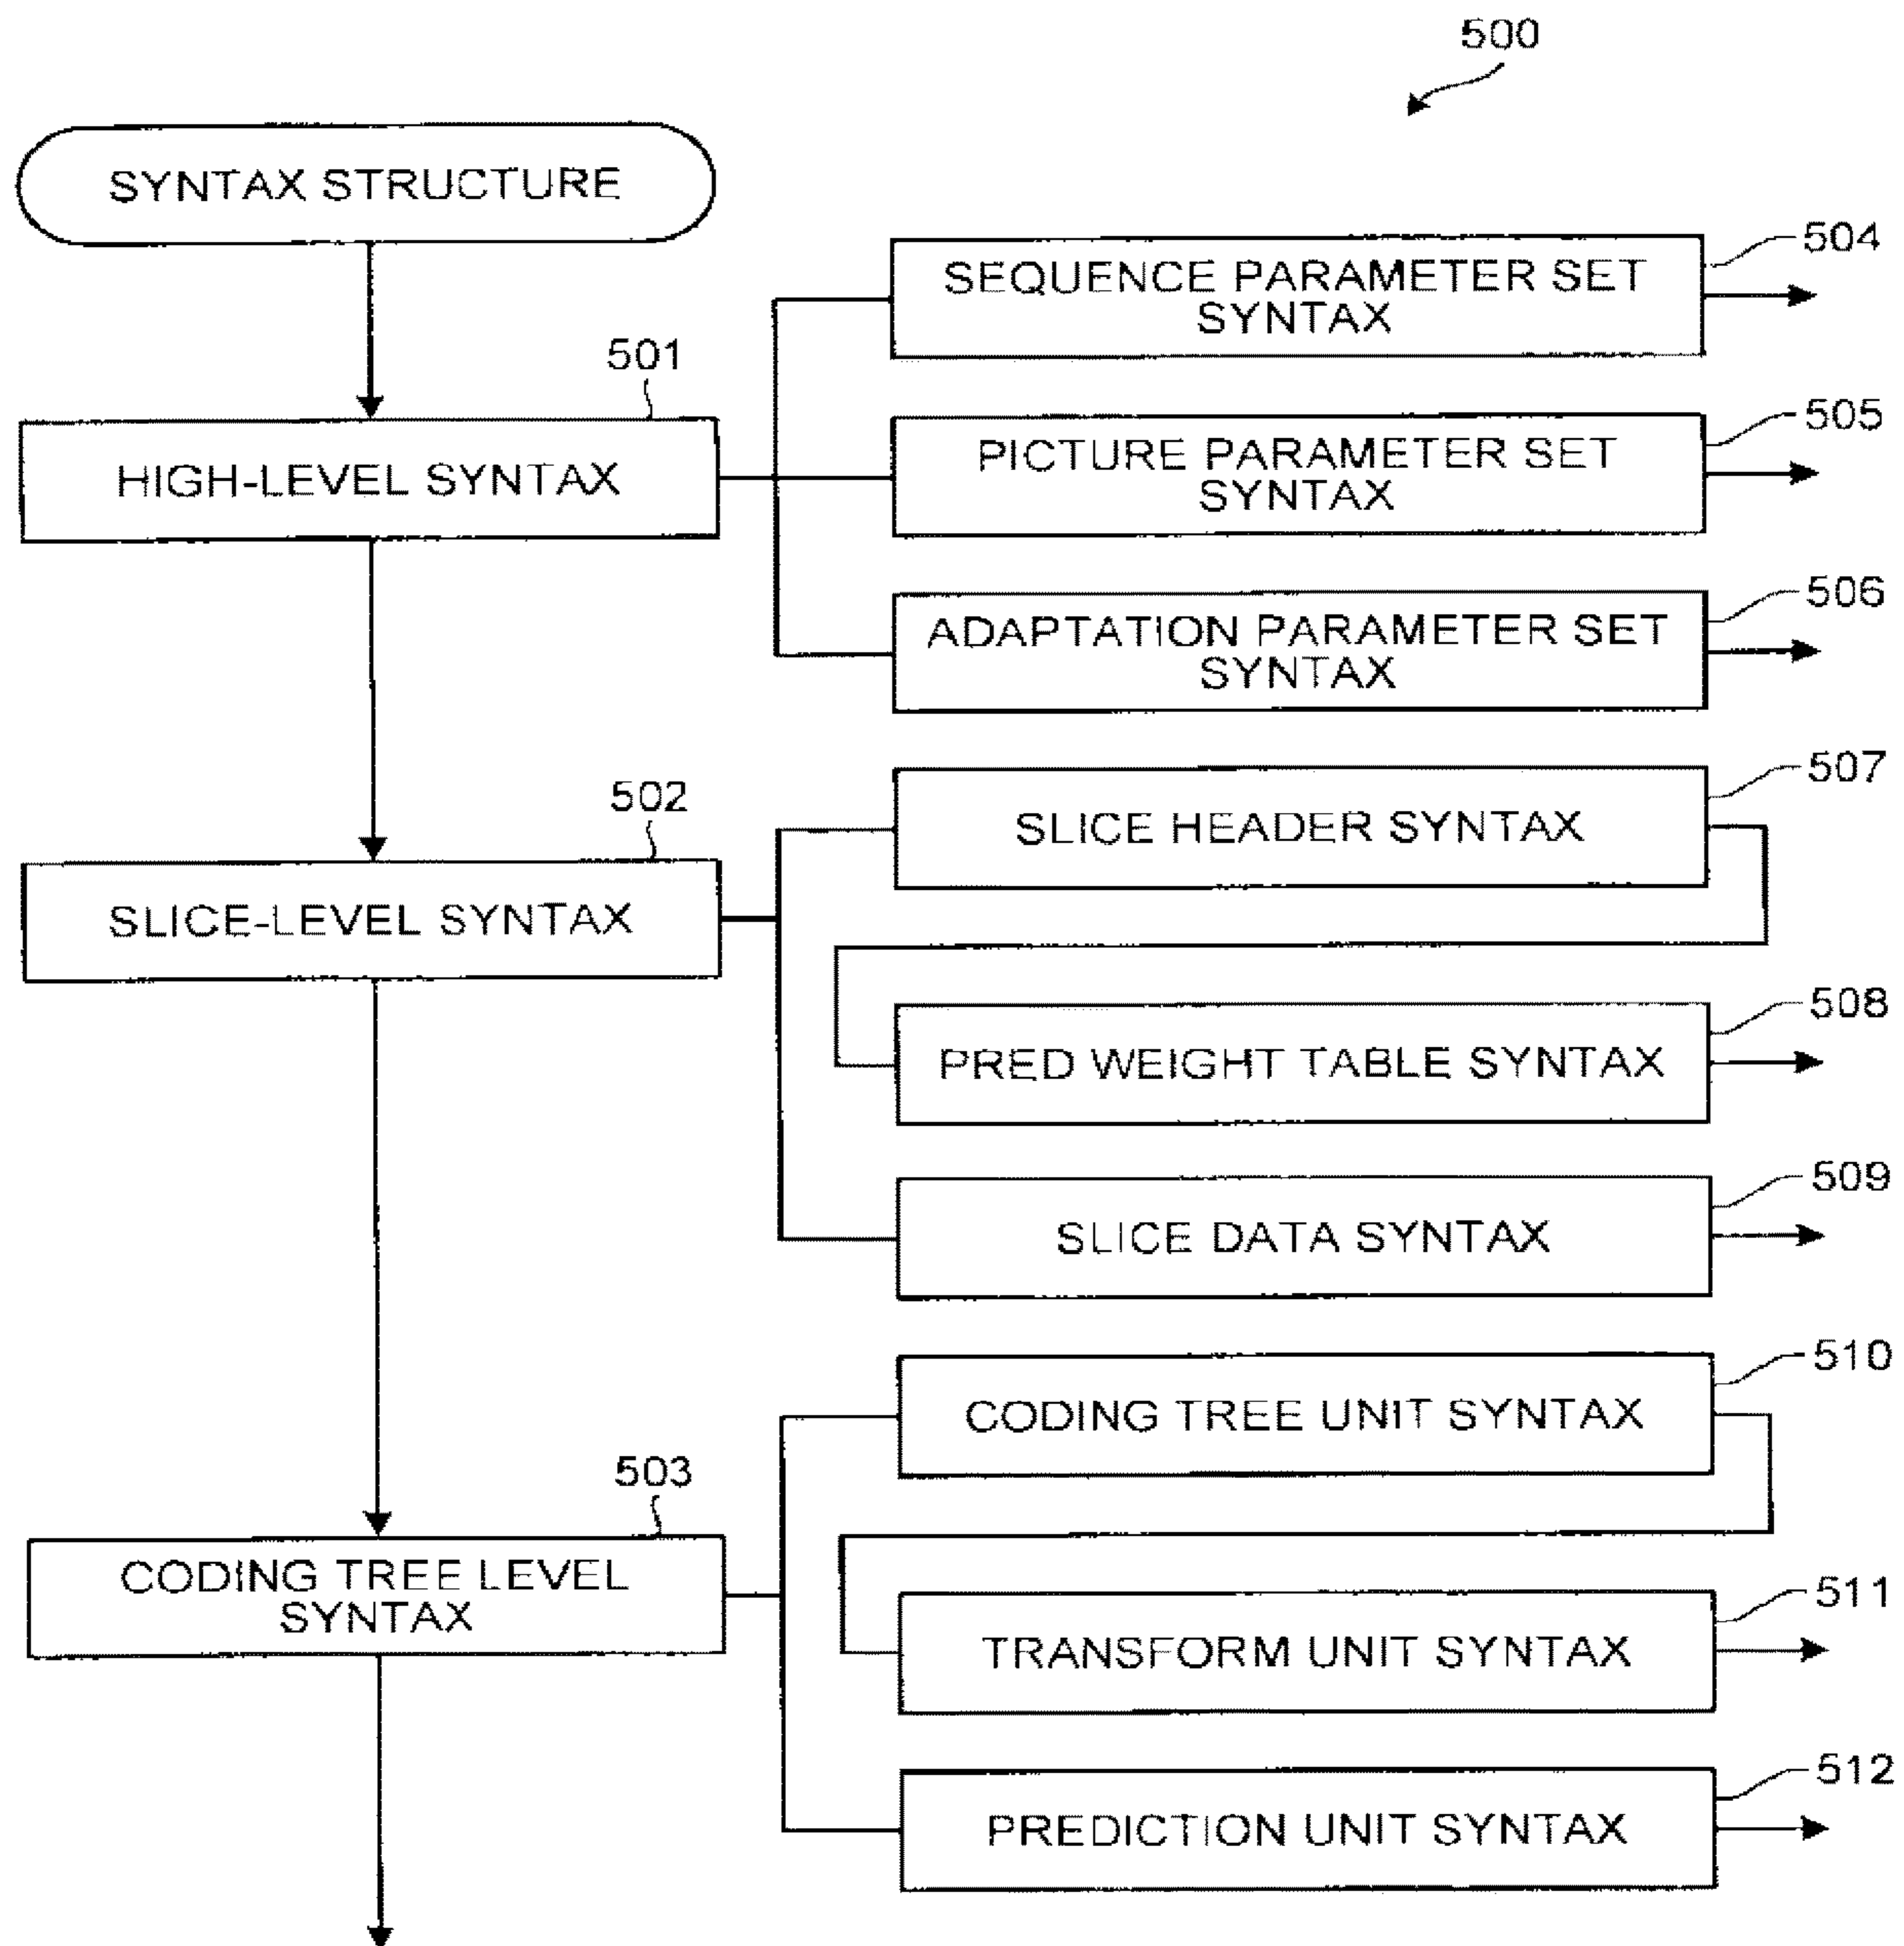 500
SYNTAX STRUCTURE
504
SEQUENCE PARAMETER SET
SYNTAX
501
HIGH-LEVEL SYNTAX
505
PICTURE PARAMETER SET
SYNTAX
506
ADAPTATION PARAMETER SET
SYNTAX
502
SLICE-LEVEL SYNTAX
507
SLICE HEADER SYNTAX
508
PRED WEIGHT TABLE SYNTAX
509
SLICE DATA SYNTAX
503
CODING TREE LEVEL
SYNTAX
510
CODING TREE UNIT SYNTAX
511
TRANSFORM UNIT SYNTAX
512
PREDICTION UNIT SYNTAX